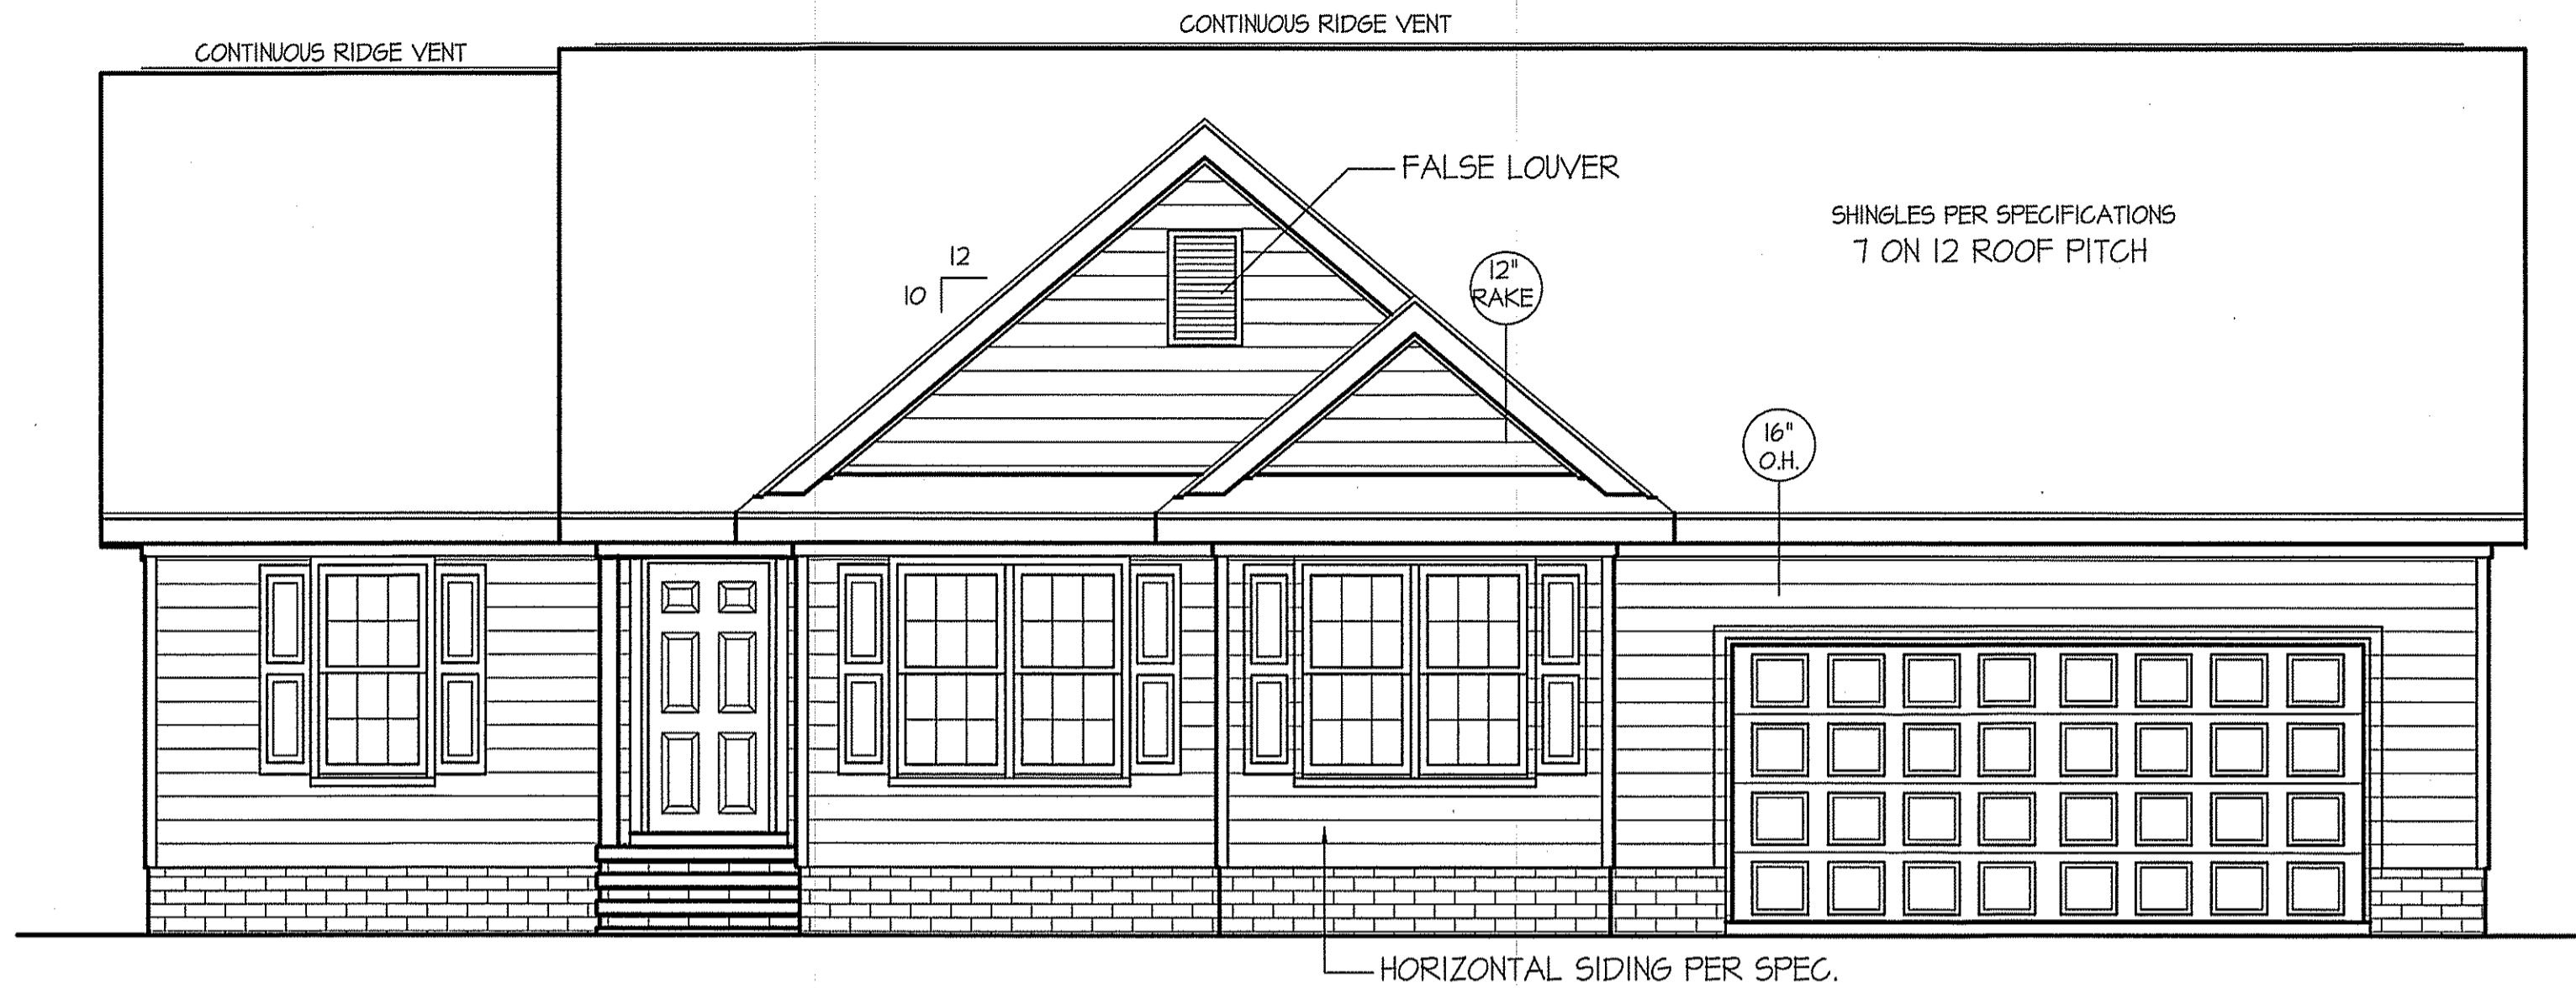 CONTINUOUS RIDGE VENT
CONTINUOUS RIDGE VENT
FALSE LOUVER
SHINGLES PER SPECIFICATIONS
7 ON 12 ROOF PITCH
12
10
12"
RAKE
16"
O.H.
HORIZONTAL SIDING PER SPEC.